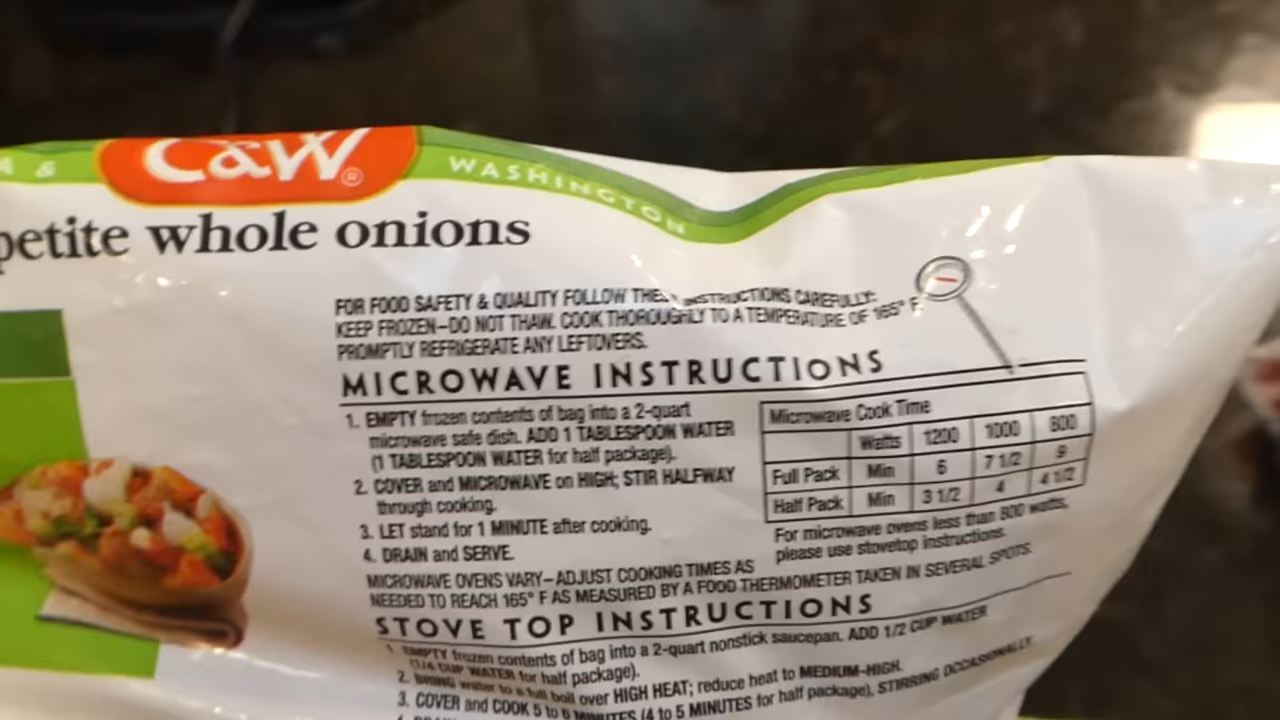 A & C&W® WASHINGTON
petite whole onions
FOR FOOD SAFETY & QUALITY FOLLOW THESE INSTRUCTIONS CAREFULLY:
KEEP FROZEN–DO NOT THAW. COOK THOROUGHLY TO A TEMPERATURE OF 165° F.
PROMPTLY REFRIGERATE ANY LEFTOVERS.
MICROWAVE INSTRUCTIONS
1. EMPTY frozen contents of bag into a 2-quart
microwave safe dish. ADD 1 TABLESPOON WATER
(1 TABLESPOON WATER for half package).
2. COVER and MICROWAVE on HIGH; STIR HALFWAY
through cooking.
3. LET stand for 1 MINUTE after cooking.
4. DRAIN and SERVE.
Microwave Cook Time
Watts 1200 1000 800
Full Pack Min 6 7 1/2 9
Half Pack Min 3 1/2 4 4 1/2
For microwave ovens less than 800 watts,
please use stovetop instructions.
MICROWAVE OVENS VARY–ADJUST COOKING TIMES AS
NEEDED TO REACH 165° F AS MEASURED BY A FOOD THERMOMETER TAKEN IN SEVERAL SPOTS.
STOVE TOP INSTRUCTIONS
1. EMPTY frozen contents of bag into a 2-quart nonstick saucepan. ADD 1/2 CUP WATER
(1/4 CUP WATER for half package).
2. BRING water to a full boil over HIGH HEAT; reduce heat to MEDIUM-HIGH.
3. COVER and COOK 5 to 6 MINUTES (4 to 5 MINUTES for half package), STIRRING OCCASIONALLY.